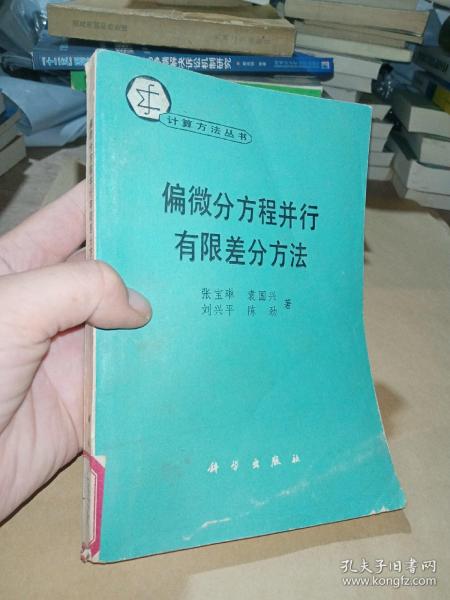 计算方法丛书
偏微分方程并行
有限差分方法
张宝琳 袁国兴
刘兴平 陈劲 著
科学出版社
孔夫子旧书网
www.kongfz.com